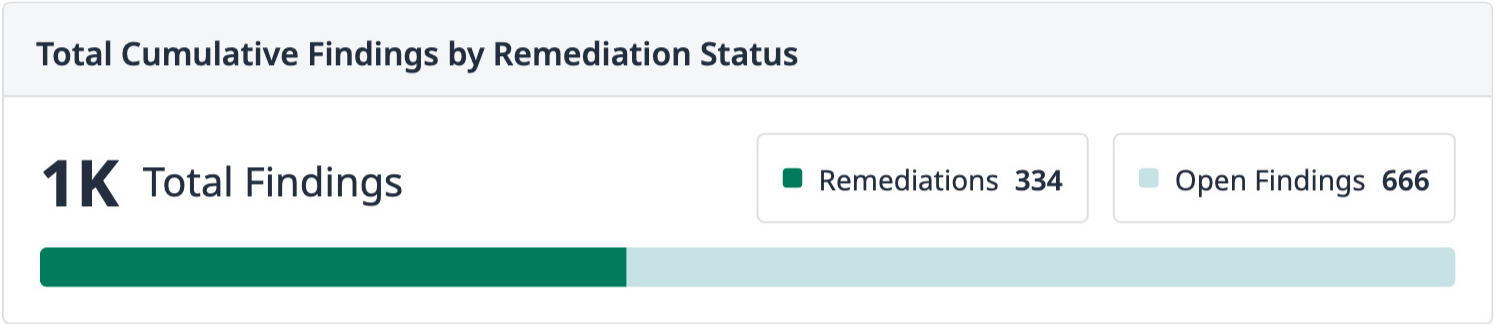 Total Cumulative Findings by Remediation Status
1K Total Findings
Remediations 334
Open Findings 666